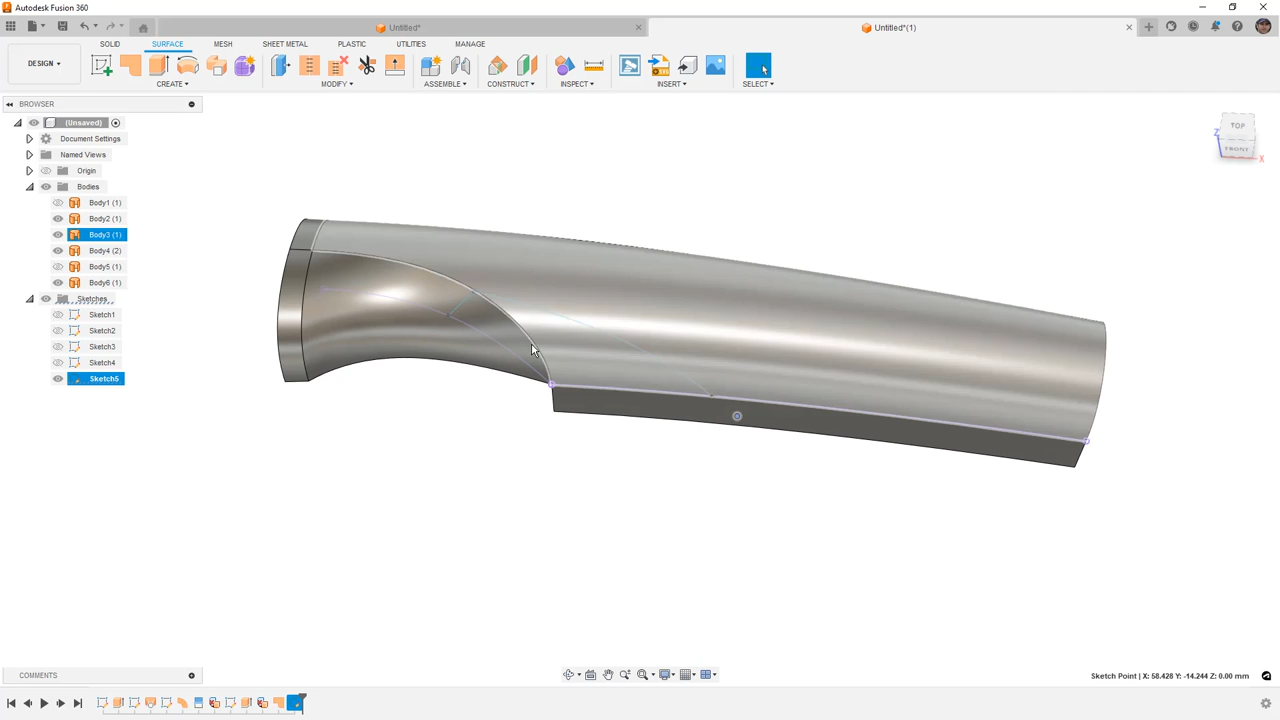 Autodesk Fusion 360
Untitled*
Untitled*(1)
SOLID
SURFACE
MESH
SHEET METAL
PLASTIC
UTILITIES
MANAGE
DESIGN
CREATE
MODIFY
ASSEMBLE
CONSTRUCT
INSPECT
INSERT
SELECT
BROWSER
(Unsaved)
Document Settings
Named Views
Origin
Bodies
Body1 (1)
Body2 (1)
Body3 (1)
Body4 (2)
Body5 (1)
Body6 (1)
Sketches
Sketch1
Sketch2
Sketch3
Sketch4
Sketch5
TOP
FRONT
Z
X
COMMENTS
Sketch Point | X: 58.428 Y: -14.244 Z: 0.00 mm